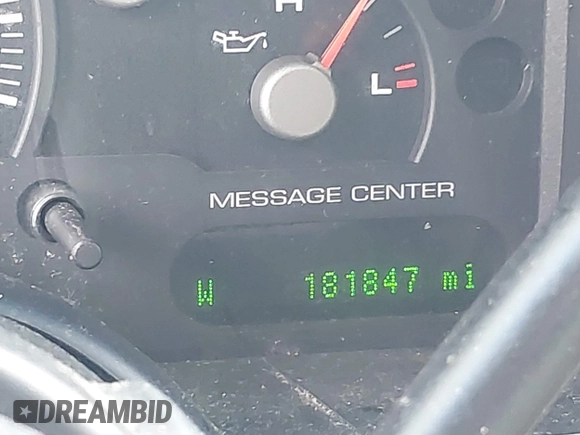 H
L
MESSAGE CENTER
W 181847 mi
DREAMBID